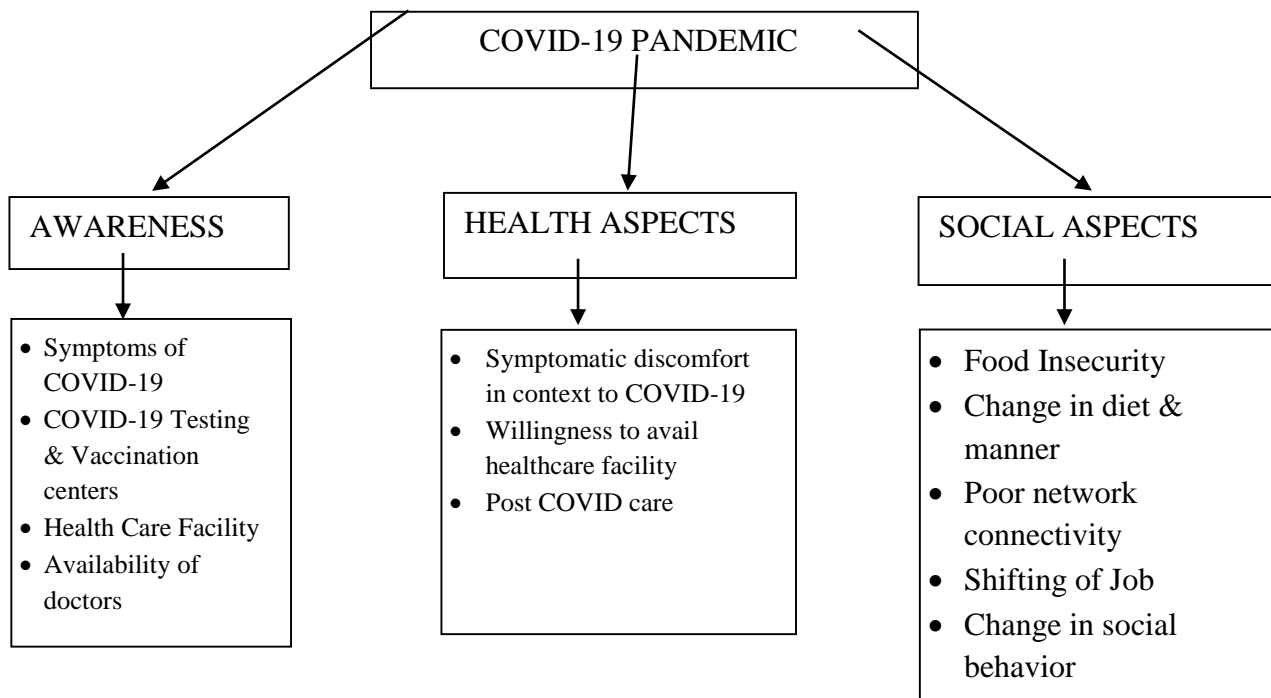 COVID-19 PANDEMIC
AWARENESS
HEALTH ASPECTS
SOCIAL ASPECTS
• Symptoms of
COVID-19
• COVID-19 Testing
& Vaccination
centers
• Health Care Facility
• Availability of
doctors
• Symptomatic discomfort
in context to COVID-19
• Willingness to avail
healthcare facility
• Post COVID care
• Food Insecurity
• Change in diet &
manner
• Poor network
connectivity
• Shifting of Job
• Change in social
behavior